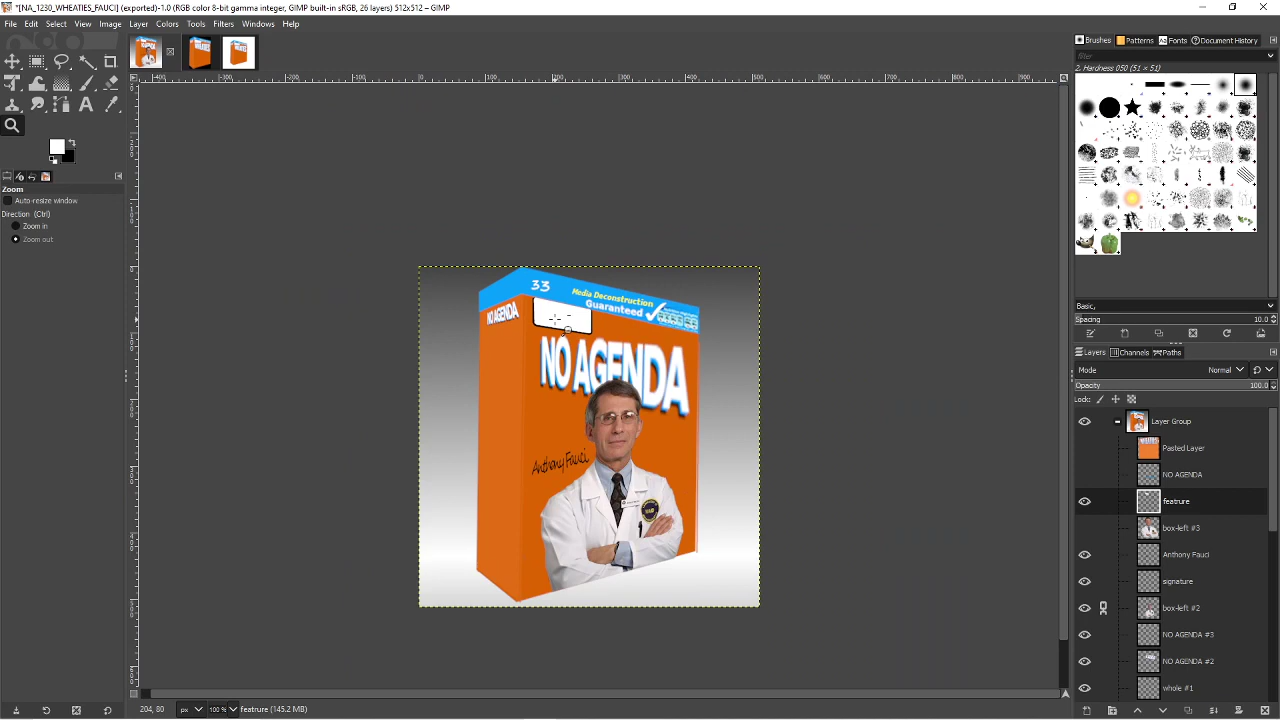 *[NA_1230_WHEATIES_FAUCI] (exported)-1.0 (RGB color 8-bit gamma integer, GIMP built-in sRGB, 26 layers) 512x512 – GIMP
File Edit Select View Image Layer Colors Tools Filters Windows Help
Brushes Patterns Fonts Document History
filter
2. Hardness 050 (51 × 51)
Zoom
Auto-resize window
Direction (Ctrl)
Zoom in
Zoom out
33
Media Deconstruction
Guaranteed
NO AGENDA
NO AGENDA
Anthony Fauci
Basic,
Spacing 10.0
Layers Channels Paths
Mode Normal
Opacity 100.0
Lock:
Layer Group
Pasted Layer
NO AGENDA
featrure
box-left #3
Anthony Fauci
signature
box-left #2
NO AGENDA #3
NO AGENDA #2
whole #1
204, 80 px 100 % featrure (145.2 MB)